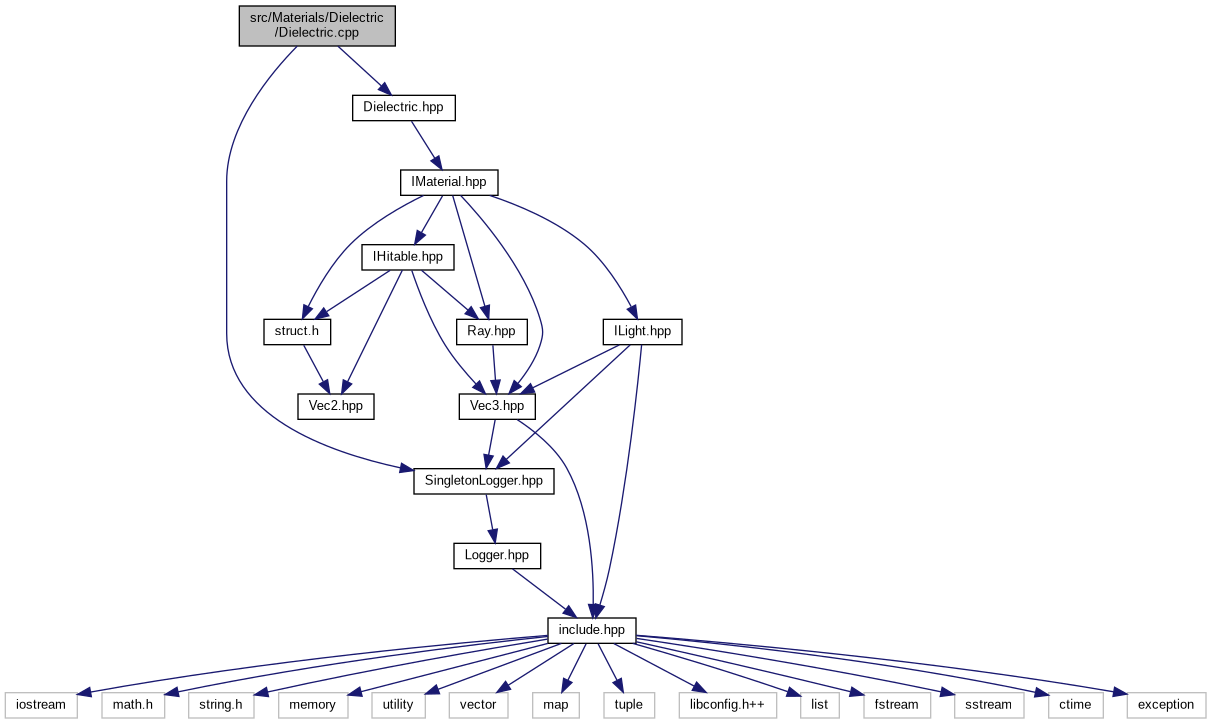 src/Materials/Dielectric
/Dielectric.cpp
Dielectric.hpp
IMaterial.hpp
IHitable.hpp
struct.h
Ray.hpp
ILight.hpp
Vec2.hpp
Vec3.hpp
SingletonLogger.hpp
Logger.hpp
include.hpp
iostream
math.h
string.h
memory
utility
vector
map
tuple
libconfig.h++
list
fstream
sstream
ctime
exception